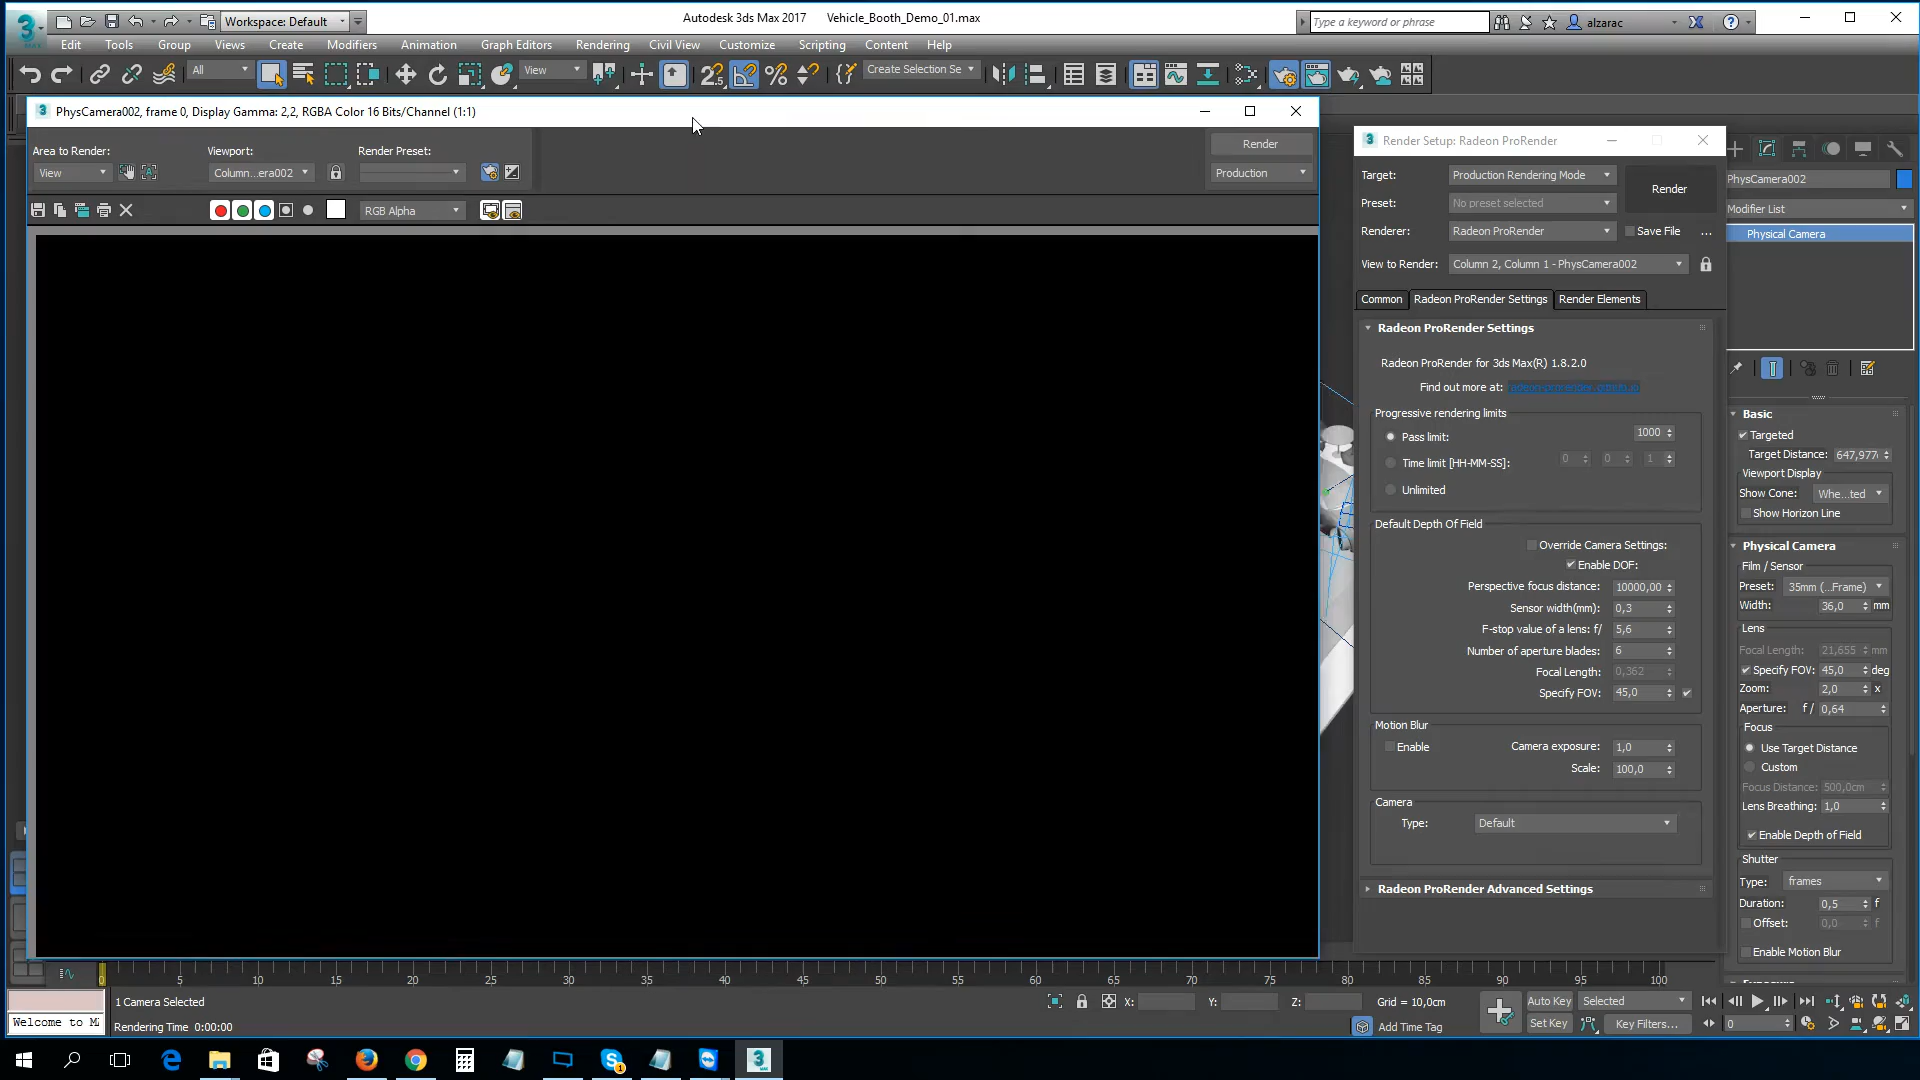 Workspace: Default
Autodesk 3ds Max 2017 Vehicle_Booth_Demo_01.max
Type a keyword or phrase
alzarac
Edit Tools Group Views Create Modifiers Animation Graph Editors Rendering Civil View Customize Scripting Content Help
All
View
Create Selection Se
PhysCamera002, frame 0, Display Gamma: 2,2, RGBA Color 16 Bits/Channel (1:1)
Area to Render:
View
Viewport:
Column...era002
Render Preset:
Render
Production
RGB Alpha
Render Setup: Radeon ProRender
Target: Production Rendering Mode
Preset: No preset selected
Renderer: Radeon ProRender
Render
Save File ...
View to Render: Column 2, Column 1 - PhysCamera002
Common Radeon ProRender Settings Render Elements
Radeon ProRender Settings
Radeon ProRender for 3ds Max(R) 1.8.2.0
Find out more at:
Progressive rendering limits
Pass limit: 1000
Time limit [HH-MM-SS]: 0 0 1
Unlimited
Default Depth Of Field
Override Camera Settings:
Enable DOF:
Perspective focus distance: 10000,00
Sensor width(mm): 0,3
F-stop value of a lens: f/ 5,6
Number of aperture blades: 6
Focal Length: 0,362
Specify FOV: 45,0
Motion Blur
Enable
Camera exposure: 1,0
Scale: 100,0
Camera
Type: Default
Radeon ProRender Advanced Settings
PhysCamera002
Modifier List
Physical Camera
Basic
Targeted
Target Distance: 647,977
Viewport Display
Show Cone: Whe...ted
Show Horizon Line
Physical Camera
Film / Sensor
Preset: 35mm (...Frame)
Width: 36,0 mm
Lens
Focal Length: 21,655 mm
Specify FOV: 45,0 deg
Zoom: 2,0 x
Aperture: f / 0,64
Focus
Use Target Distance
Custom
Focus Distance: 500,0cm
Lens Breathing: 1,0
Enable Depth of Field
Shutter
Type: frames
Duration: 0,5 f
Offset: 0,0 f
Enable Motion Blur
0 5 10 15 20 25 30 35 40 45 50 55 60 65 70 75 80 85 90 95 100
1 Camera Selected
X: Y: Z: Grid = 10,0cm
Auto Key Selected
Welcome to
Rendering Time 0:00:00
Add Time Tag
Set Key Key Filters...
0